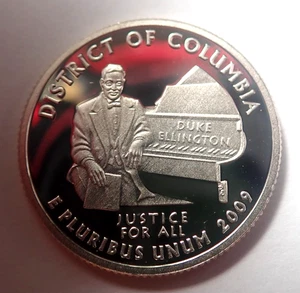 DISTRICT OF COLUMBIA
DUKE
ELLINGTON
JUSTICE
FOR ALL
E PLURIBUS UNUM 2009